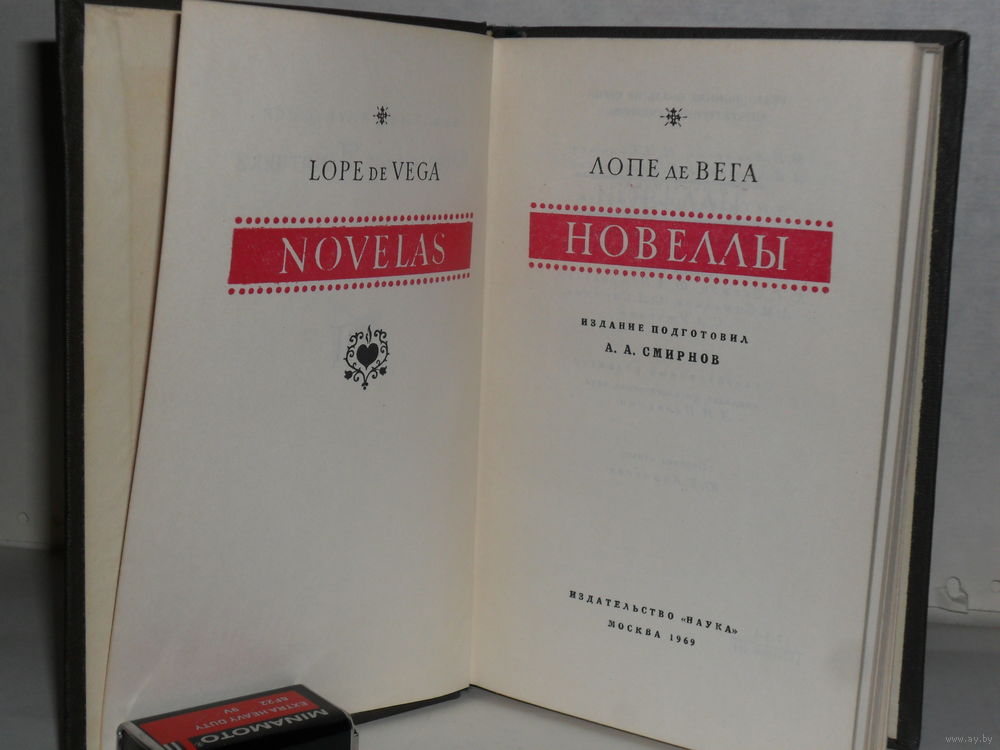 LOPE DE VEGA
NOVELAS
ЛОПЕ ДЕ ВЕГА
НОВЕЛЛЫ
ИЗДАНИЕ ПОДГОТОВИЛ
А. А. СМИРНОВ
ИЗДАТЕЛЬСТВО «НАУКА»
МОСКВА 1969
MINAMOTO
EXTRA HEAVY DUTY
6F22
9V
www.ay.by